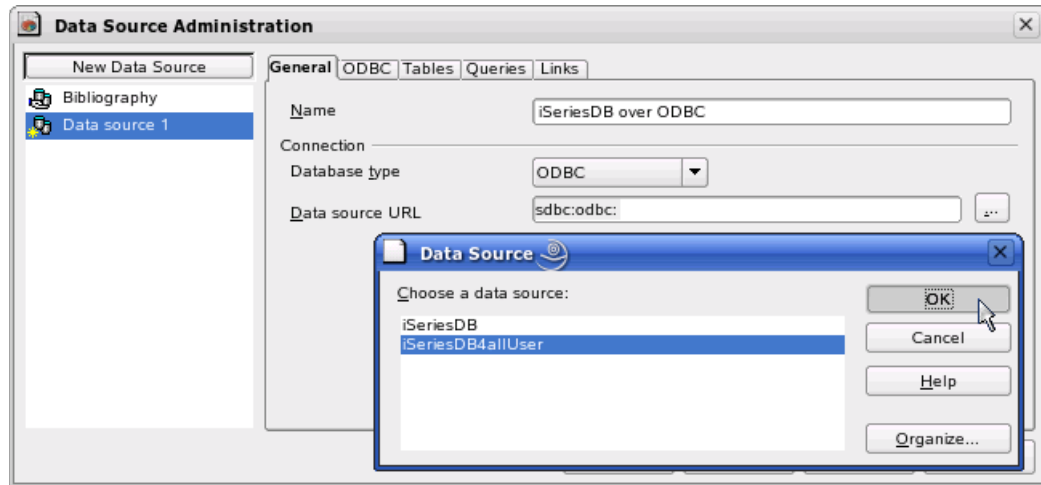 Data Source Administration
New Data Source
Bibliography
Data source 1
General ODBC Tables Queries Links
Name iSeriesDB over ODBC
Connection
Database type ODBC
Data source URL sdbc:odbc: ...
Data Source
Choose a data source:
iSeriesDB
iSeriesDB4allUser
OK
Cancel
Help
Organize...